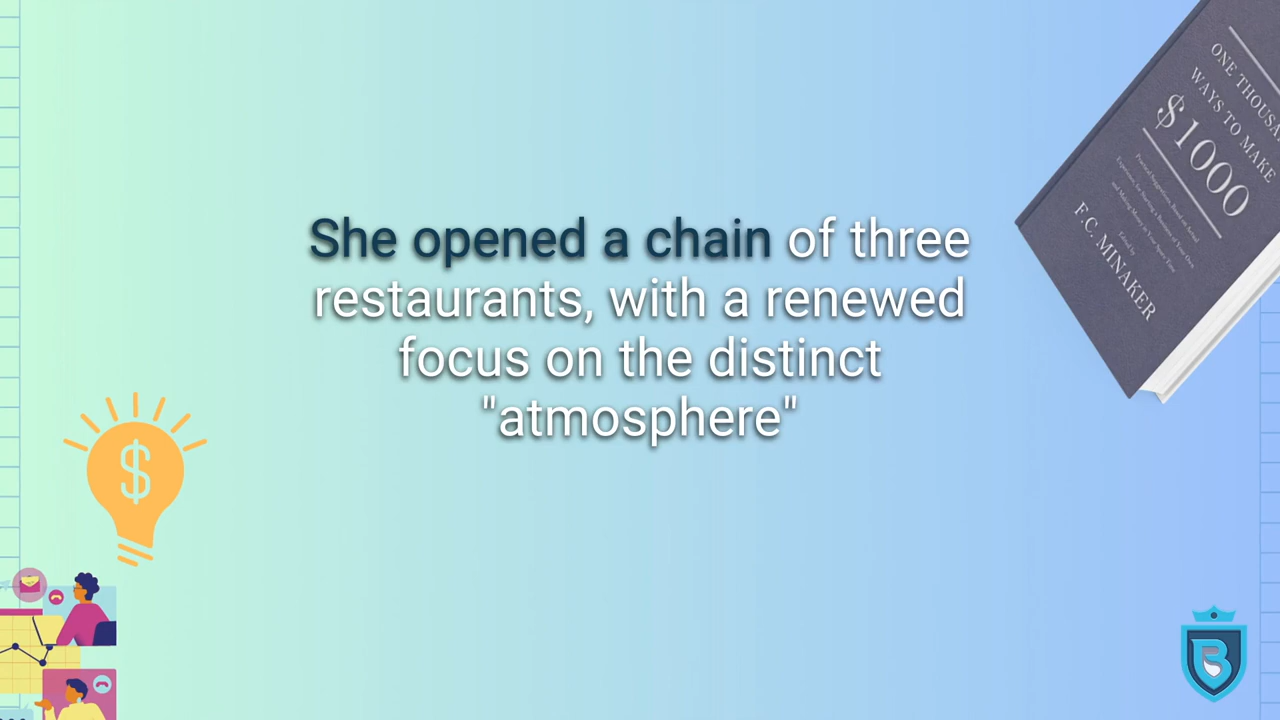 She opened a chain of three
restaurants, with a renewed
focus on the distinct
"atmosphere"
ONE THOUSA
WAYS TO MAKE
$1000
F.C. MINAKER
$
B